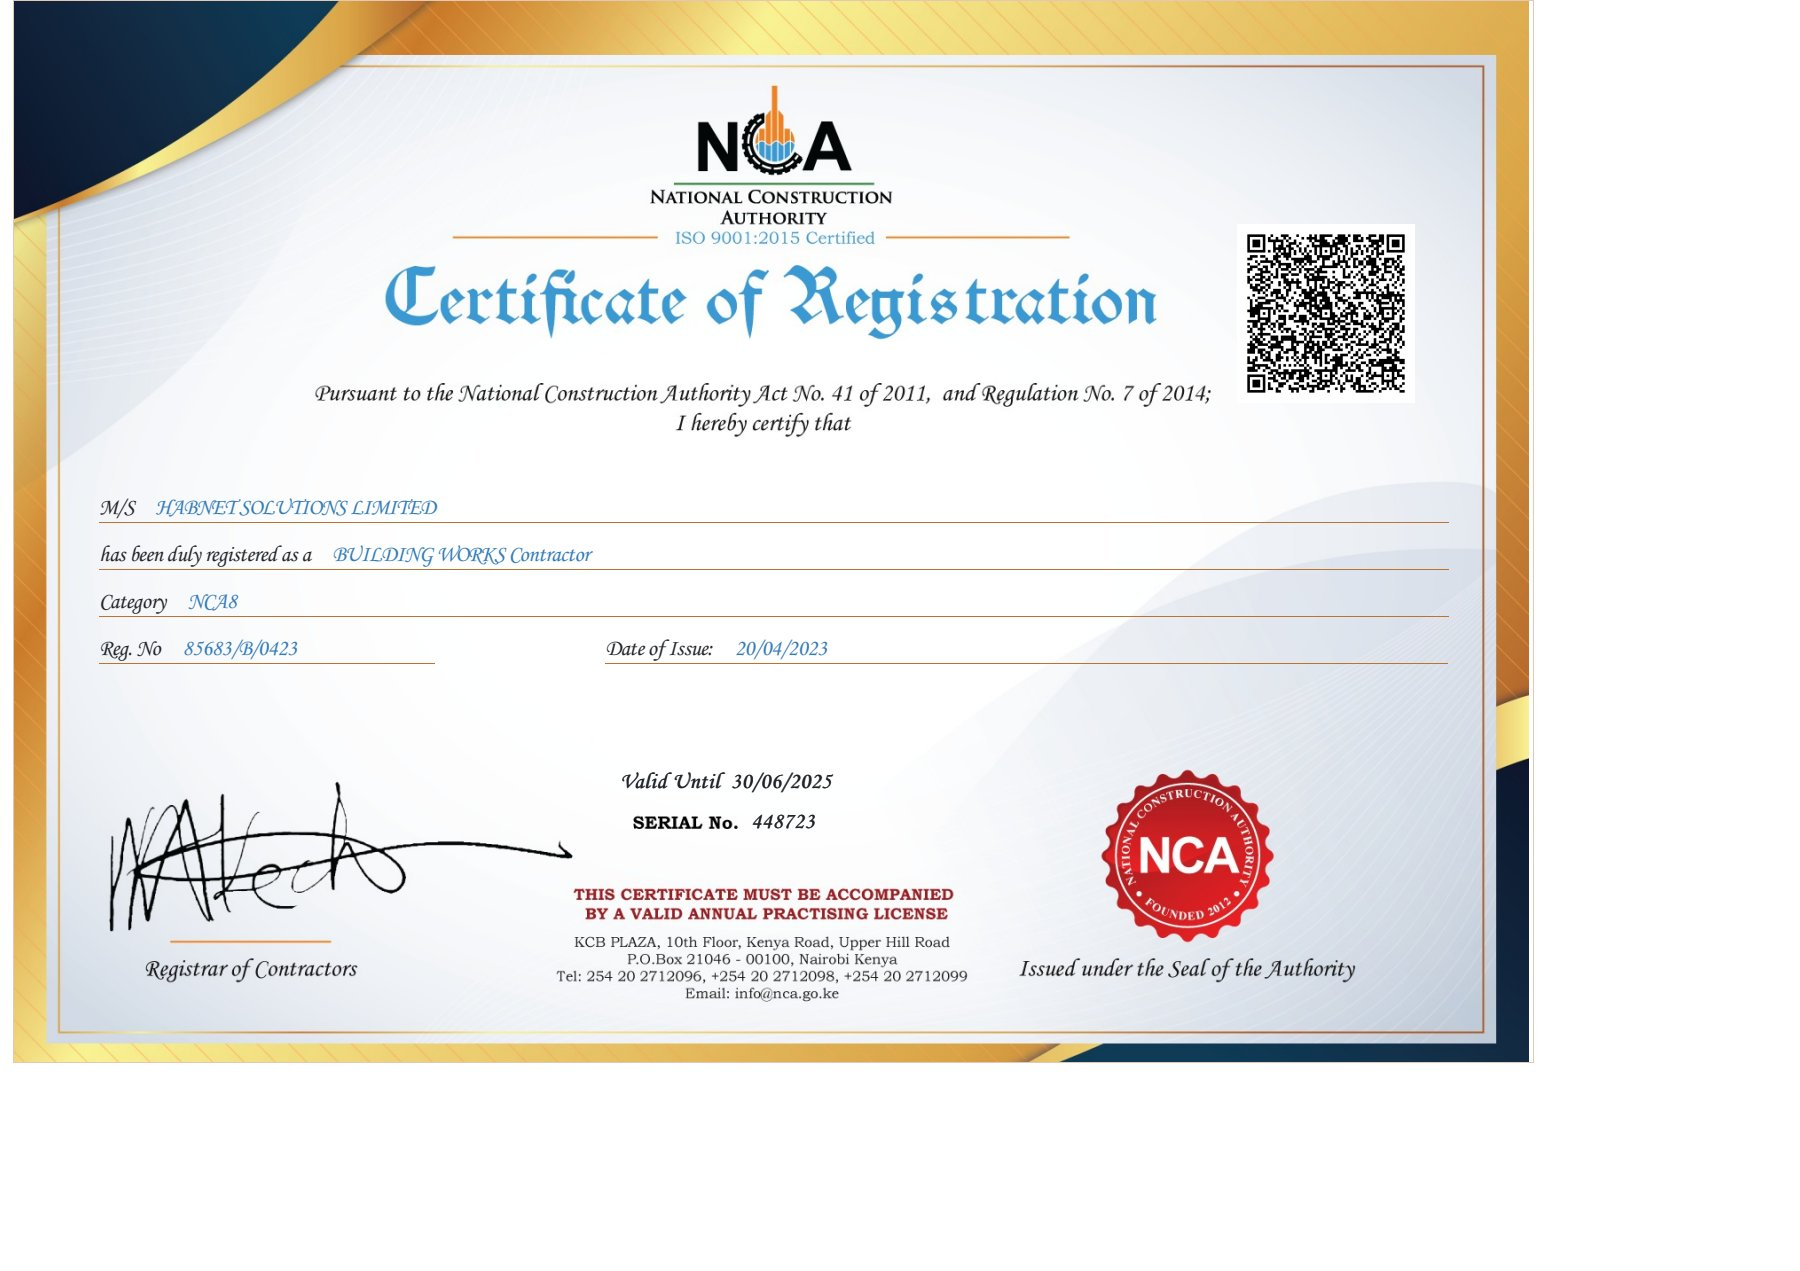 NCA
NATIONAL CONSTRUCTION
AUTHORITY
ISO 9001:2015 Certified
Certificate of Registration
Pursuant to the National Construction Authority Act No. 41 of 2011, and Regulation No. 7 of 2014;
I hereby certify that
M/S HABNET SOLUTIONS LIMITED
has been duly registered as a BUILDING WORKS Contractor
Category NCA8
Reg. No 85683/B/0423 Date of Issue: 20/04/2023
Valid Until 30/06/2025
SERIAL No. 448723
NATIONAL CONSTRUCTION AUTHORITY
NCA
• FOUNDED 2012 •
THIS CERTIFICATE MUST BE ACCOMPANIED
BY A VALID ANNUAL PRACTISING LICENSE
KCB PLAZA, 10th Floor, Kenya Road, Upper Hill Road
P.O.Box 21046 - 00100, Nairobi Kenya
Tel: 254 20 2712096, +254 20 2712098, +254 20 2712099
Email: info@nca.go.ke
Registrar of Contractors
Issued under the Seal of the Authority